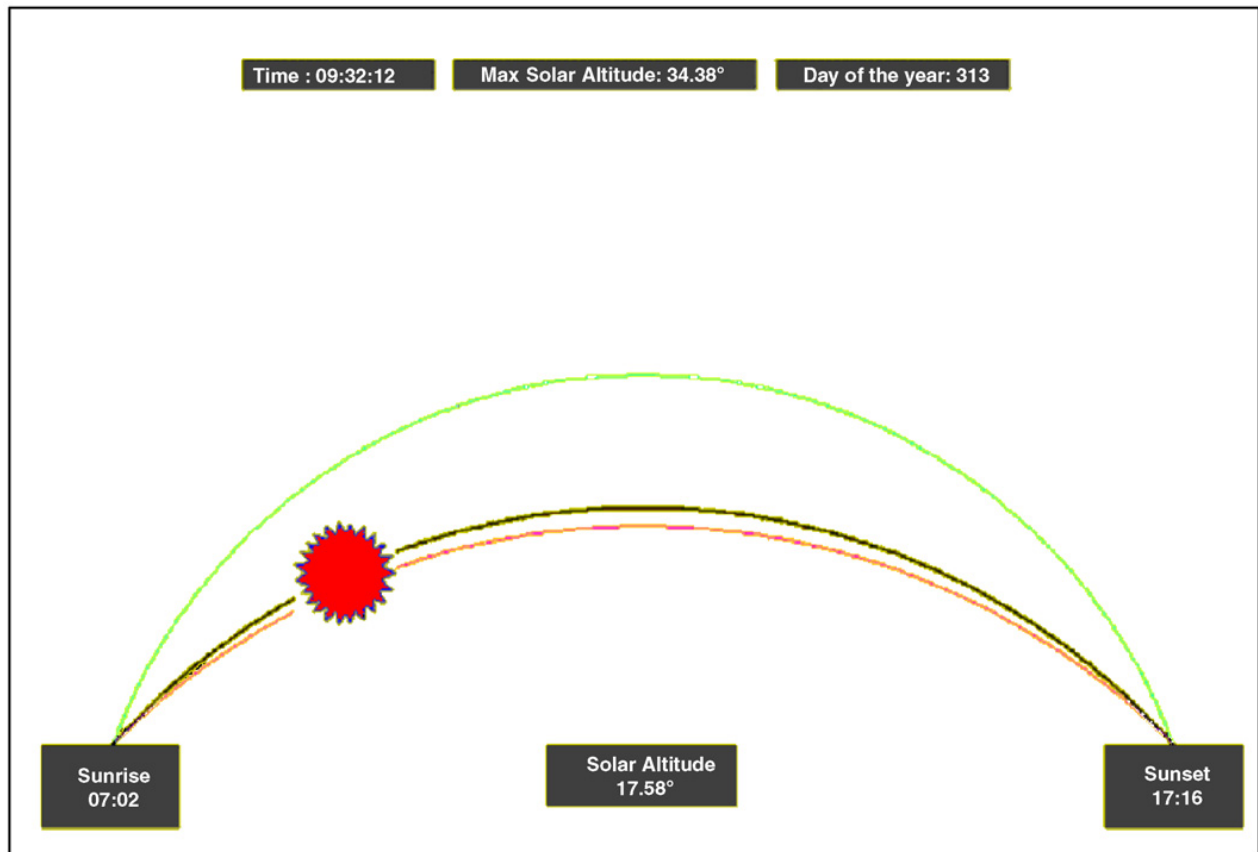 Time : 09:32:12
Max Solar Altitude: 34.38°
Day of the year: 313
Sunrise
07:02
Solar Altitude
17.58°
Sunset
17:16